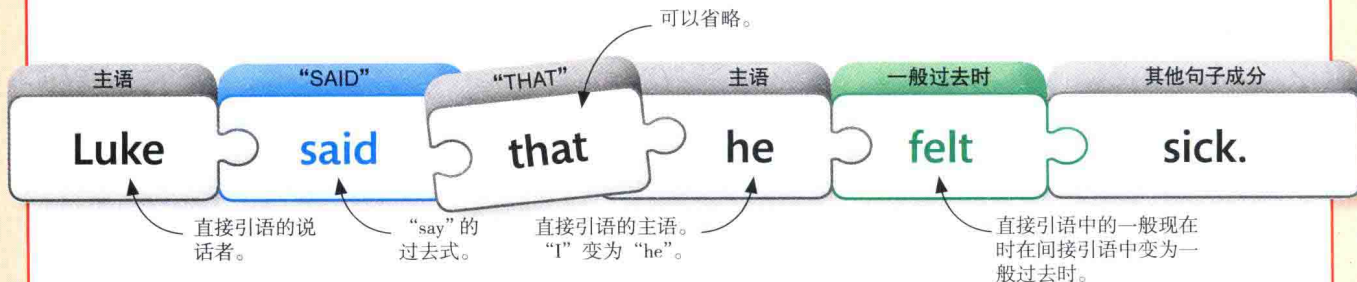 可以省略。
主语 “SAID” “THAT” 主语 一般过去时 其他句子成分
Luke said that he felt sick.
直接引语的说
话者。
“say”的
过去式。
直接引语的主语。
“I”变为“he”。
直接引语中的一般现在
时在间接引语中变为一
般过去时。